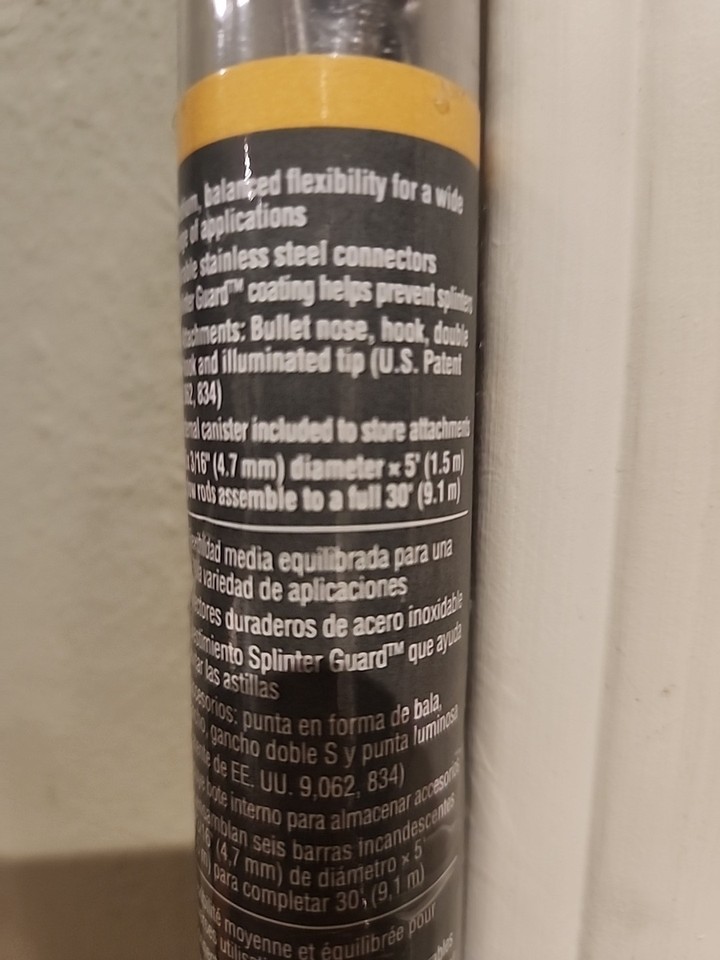 balanced flexibility for a wide
of applications
stainless steel connectors
Guard™ coating helps prevent splinters
Bullet nose, hook, double
and illuminated tip (U.S. Patent
834)
canister included to store attachments
3/16" (4.7 mm) diameter × 5' (1.5 m)
rods assemble to a full 30' (9.1 m)
media equilibrada para una
variedad de aplicaciones
duraderos de acero inoxidable
Splinter Guard™ que ayuda
las astillas
punta en forma de bala,
gancho doble S y punta luminosa
de EE. UU. 9,062, 834)
bote interno para almacenar accesorios
seis barras incandescentes
(4.7 mm) de diámetro × 5'
para completar 30' (9.1 m)
moyenne et équilibrée pour